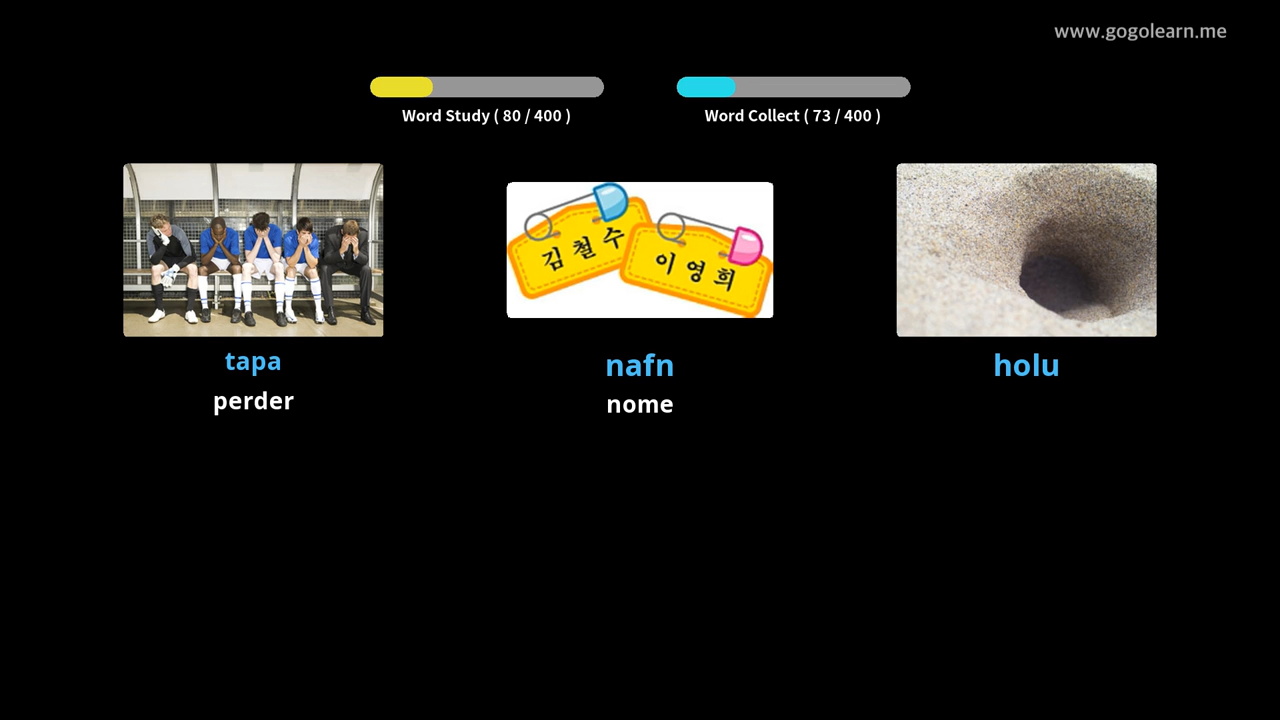 www.gogolearn.me
Word Study ( 80 / 400 )
Word Collect ( 73 / 400 )
김철수
이영희
tapa
perder
nafn
nome
holu